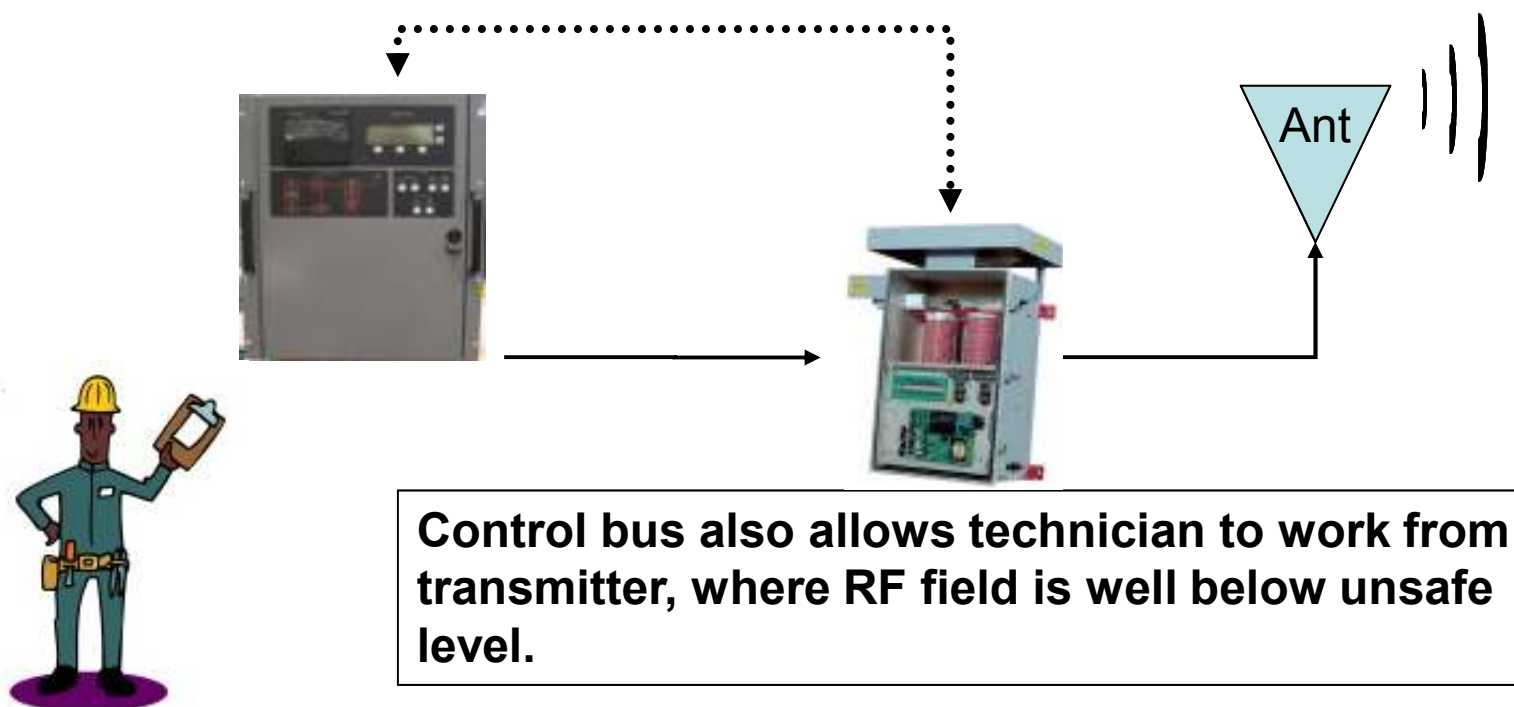 Ant
Control bus also allows technician to work from
transmitter, where RF field is well below unsafe
level.